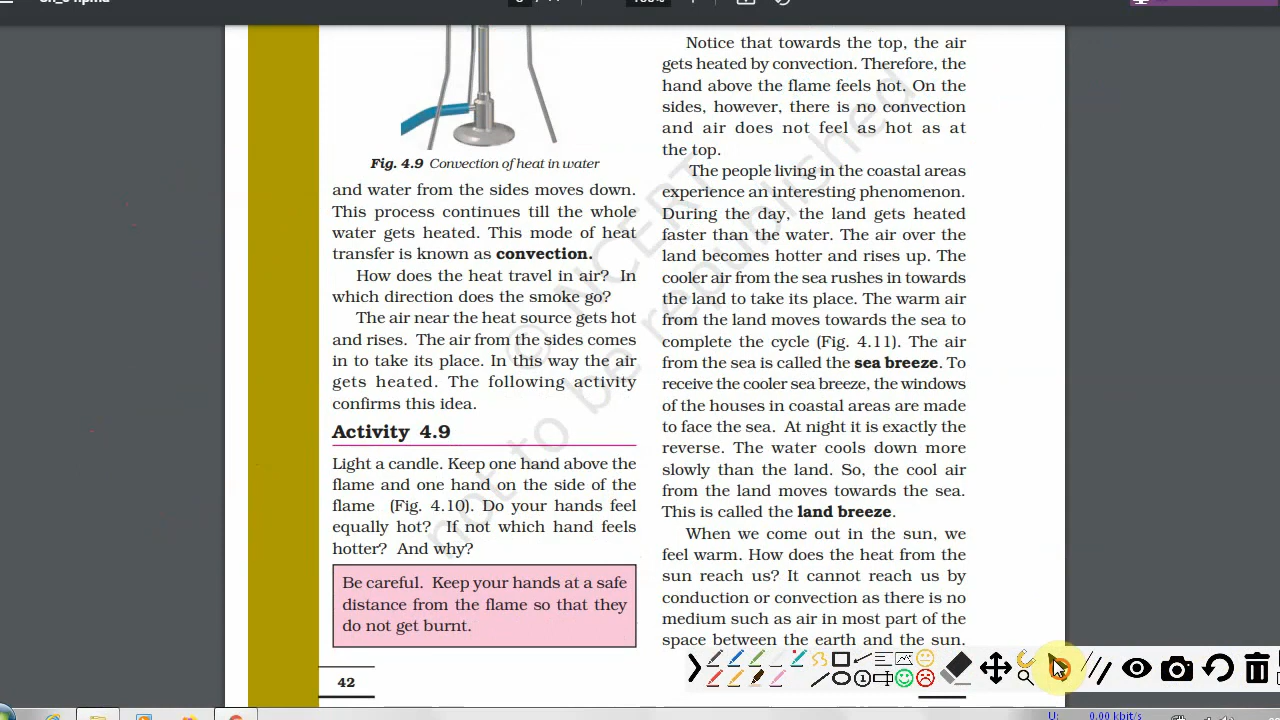 Fig. 4.9 Convection of heat in water
and water from the sides moves down.
This process continues till the whole
water gets heated. This mode of heat
transfer is known as convection.
How does the heat travel in air? In
which direction does the smoke go?
The air near the heat source gets hot
and rises. The air from the sides comes
in to take its place. In this way the air
gets heated. The following activity
confirms this idea.
Activity 4.9
Light a candle. Keep one hand above the
flame and one hand on the side of the
flame (Fig. 4.10). Do your hands feel
equally hot? If not which hand feels
hotter? And why?
Be careful. Keep your hands at a safe
distance from the flame so that they
do not get burnt.
42
Notice that towards the top, the air
gets heated by convection. Therefore, the
hand above the flame feels hot. On the
sides, however, there is no convection
and air does not feel as hot as at
the top.
The people living in the coastal areas
experience an interesting phenomenon.
During the day, the land gets heated
faster than the water. The air over the
land becomes hotter and rises up. The
cooler air from the sea rushes in towards
the land to take its place. The warm air
from the land moves towards the sea to
complete the cycle (Fig. 4.11). The air
from the sea is called the sea breeze. To
receive the cooler sea breeze, the windows
of the houses in coastal areas are made
to face the sea. At night it is exactly the
reverse. The water cools down more
slowly than the land. So, the cool air
from the land moves towards the sea.
This is called the land breeze.
When we come out in the sun, we
feel warm. How does the heat from the
sun reach us? It cannot reach us by
conduction or convection as there is no
medium such as air in most part of the
space between the earth and the sun.
© NCERT
not to be republished
U: 0.00 kbit/s